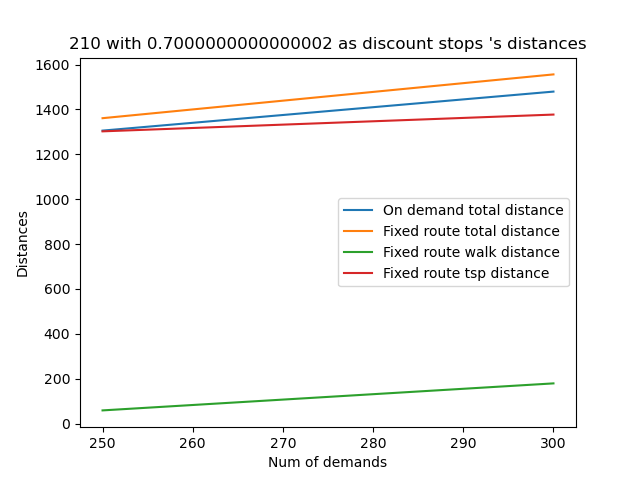 210 with 0.7000000000000002 as discount stops 's distances
1600
1400
1200
1000
800
600
400
200
0
Distances
On demand total distance
Fixed route total distance
Fixed route walk distance
Fixed route tsp distance
250 260 270 280 290 300
Num of demands